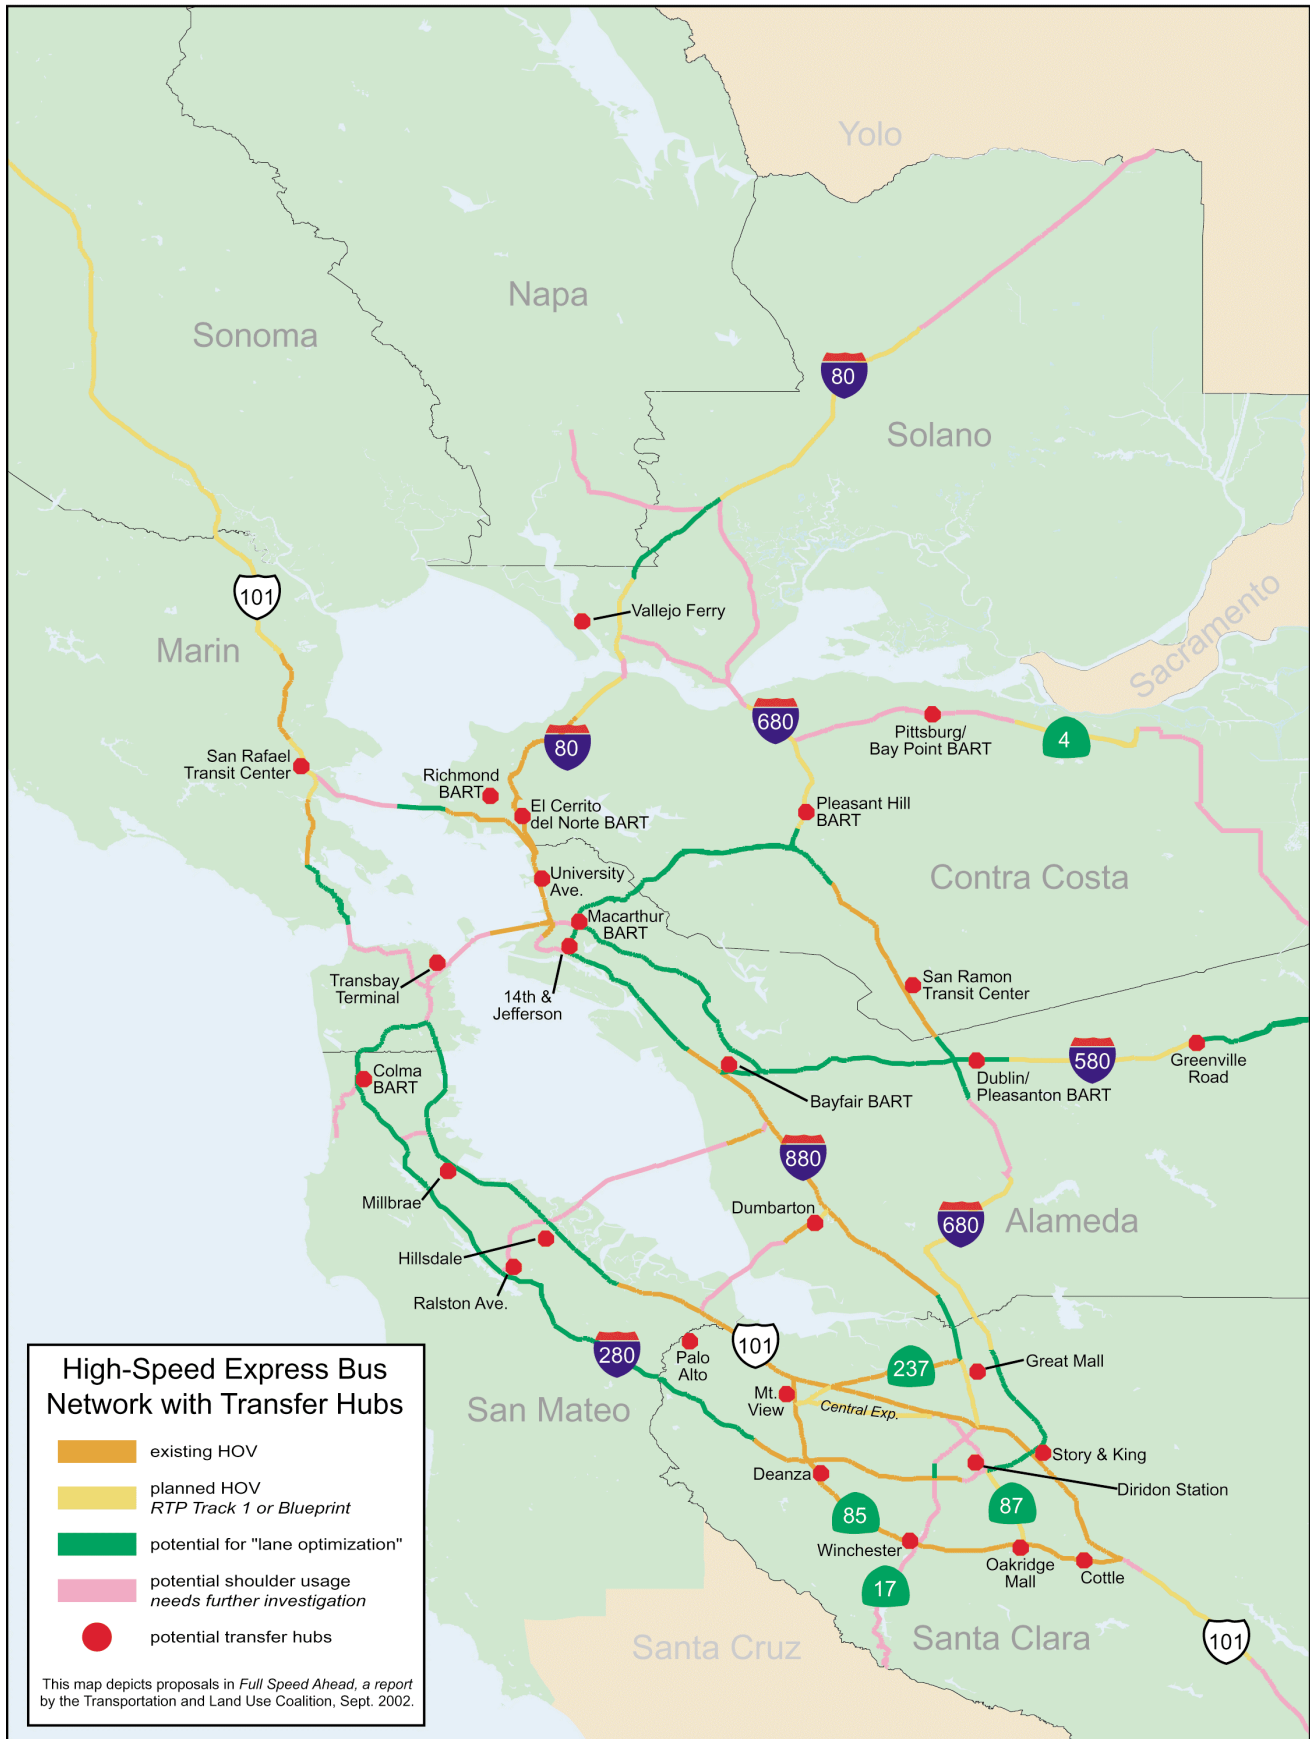 Yolo
Napa
Sonoma
80
Solano
101
Vallejo Ferry
Marin
Sacramento
680
80
San Rafael
Transit Center
Pittsburg/
Bay Point BART
4
Richmond
BART
El Cerrito
del Norte BART
Pleasant Hill
BART
University
Ave.
Contra Costa
Macarthur
BART
Transbay
Terminal
14th &
Jefferson
San Ramon
Transit Center
Colma
BART
580
Greenville
Road
Dublin/
Pleasanton BART
Bayfair BART
880
Millbrae
Dumbarton
680
Alameda
Hillsdale
Ralston Ave.
280
101
Palo
Alto
237
Great Mall
Mt.
View
Central Exp.
San Mateo
Story & King
Deanza
Diridon Station
85
87
Winchester
Oakridge
Mall
Cottle
17
Santa Cruz
Santa Clara
101
High-Speed Express Bus
Network with Transfer Hubs
existing HOV
planned HOV
RTP Track 1 or Blueprint
potential for "lane optimization"
potential shoulder usage
needs further investigation
potential transfer hubs
This map depicts proposals in Full Speed Ahead, a report
by the Transportation and Land Use Coalition, Sept. 2002.